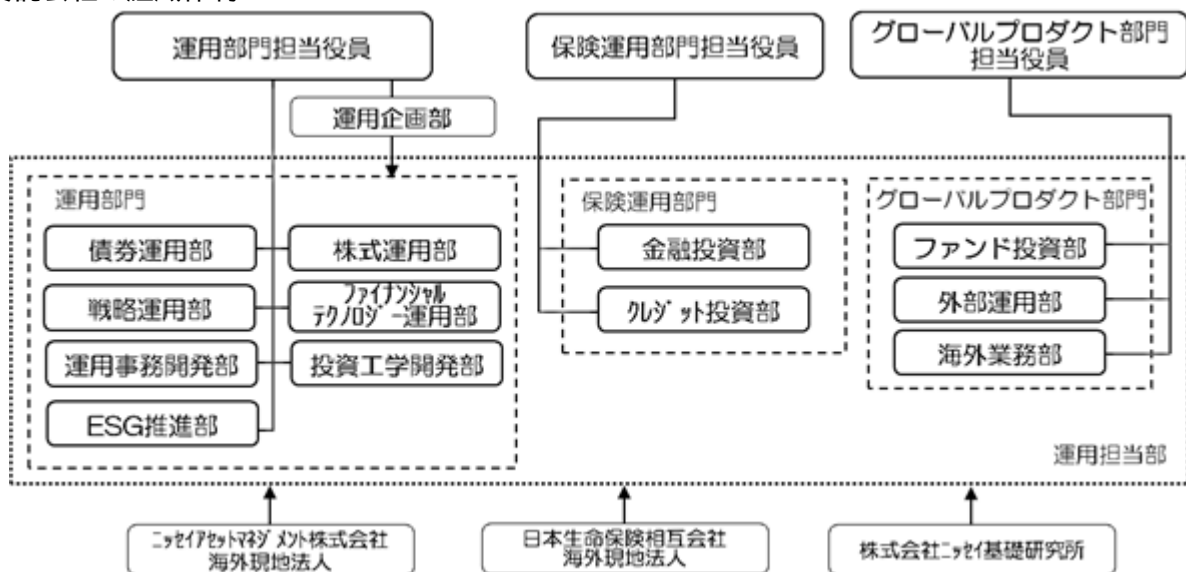 運用部門担当役員
保険運用部門担当役員
グローバルプロダクト部門
担当役員
運用企画部
運用部門
債券運用部
株式運用部
戦略運用部
ファイナンシャル
テクノロジー運用部
運用事務開発部
投資工学開発部
ESG推進部
保険運用部門
金融投資部
クレジット投資部
グローバルプロダクト部門
ファンド投資部
外部運用部
海外業務部
運用担当部
ニッセイアセットマネジメント株式会社
海外現地法人
日本生命保険相互会社
海外現地法人
株式会社ニッセイ基礎研究所